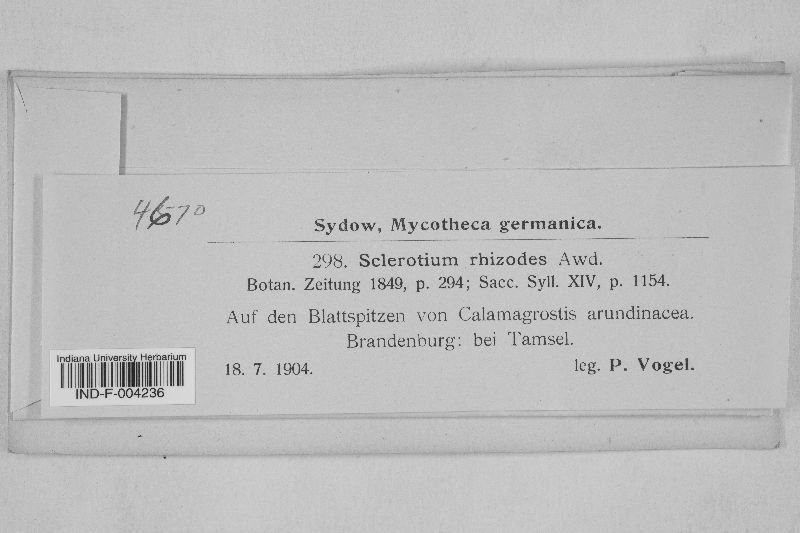 4670
Sydow, Mycotheca germanica.
298. Sclerotium rhizodes Awd.
Botan. Zeitung 1849, p. 294; Sacc. Syll. XIV, p. 1154.
Auf den Blattspitzen von Calamagrostis arundinacea.
Brandenburg: bei Tamsel.
18. 7. 1904.
leg. P. Vogel.
Indiana University Herbarium
IND-F-004236